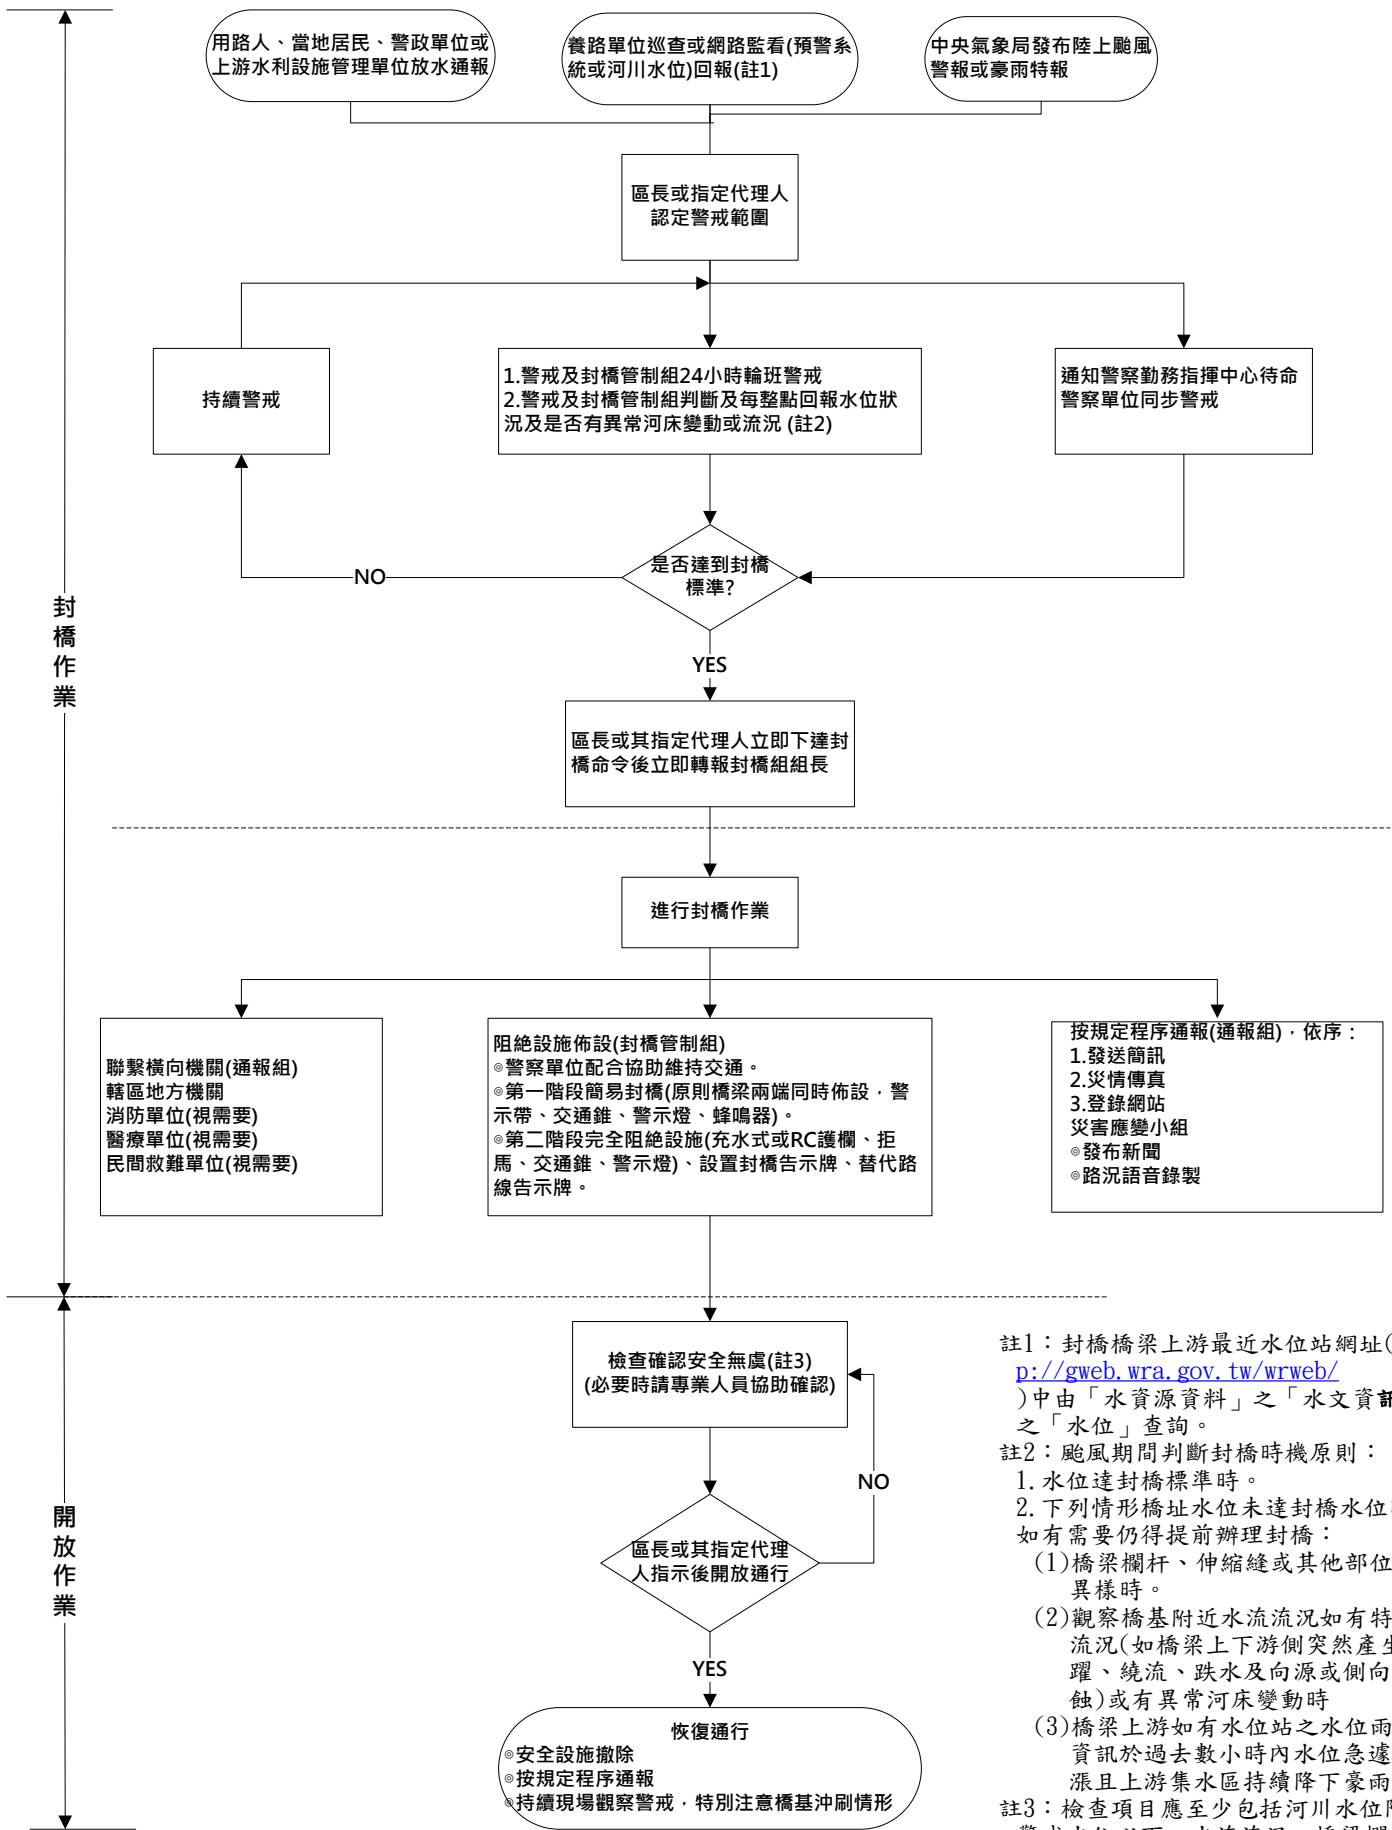 用路人、當地居民、警政單位或
上游水利設施管理單位放水通報
養路單位巡查或網路監看(預警系
統或河川水位)回報(註1)
中央氣象局發布陸上颱風
警報或豪雨特報
區長或指定代理人
認定警戒範圍
持續警戒
1.警戒及封橋管制組24小時輪班警戒
2.警戒及封橋管制組判斷及每整點回報水位狀
況及是否有異常河床變動或流況 (註2)
通知警察勤務指揮中心待命
警察單位同步警戒
是否達到封橋
標準?
NO
YES
封橋作業
區長或其指定代理人立即下達封
橋命令後立即轉報封橋組組長
進行封橋作業
聯繫橫向機關(通報組)
轄區地方機關
消防單位(視需要)
醫療單位(視需要)
民間救難單位(視需要)
阻絶設施佈設(封橋管制組)
◎警察單位配合協助維持交通。
◎第一階段簡易封橋(原則橋梁兩端同時佈設，警
示帶、交通錐、警示燈、蜂鳴器)。
◎第二階段完全阻絶設施(充水式或RC護欄、拒
馬、交通錐、警示燈)、設置封橋告示牌、替代路
線告示牌。
按規定程序通報(通報組)，依序：
1.發送簡訊
2.災情傳真
3.登錄網站
災害應變小組
◎發布新聞
◎路況語音錄製
檢查確認安全無虞(註3)
(必要時請專業人員協助確認)
NO
區長或其指定代理
人指示後開放通行
YES
開放作業
恢復通行
◎安全設施撤除
◎按規定程序通報
◎持續現場觀察警戒，特別注意橋基沖刷情形
註1：封橋橋梁上游最近水位站網址(
p://gweb.wra.gov.tw/wrweb/
)中由「水資源資料」之「水文資訊
之「水位」查詢。
註2：颱風期間判斷封橋時機原則：
1.水位達封橋標準時。
2.下列情形橋址水位未達封橋水位
如有需要仍得提前辦理封橋：
(1)橋梁欄杆、伸縮縫或其他部位
異樣時。
(2)觀察橋基附近水流流況如有特
流況(如橋梁上下游側突然產生
躍、繞流、跌水及向源或側向
蝕)或有異常河床變動時
(3)橋梁上游如有水位站之水位雨
資訊於過去數小時內水位急遽
漲且上游集水區持續降下豪雨
註3：檢查項目應至少包括河川水位